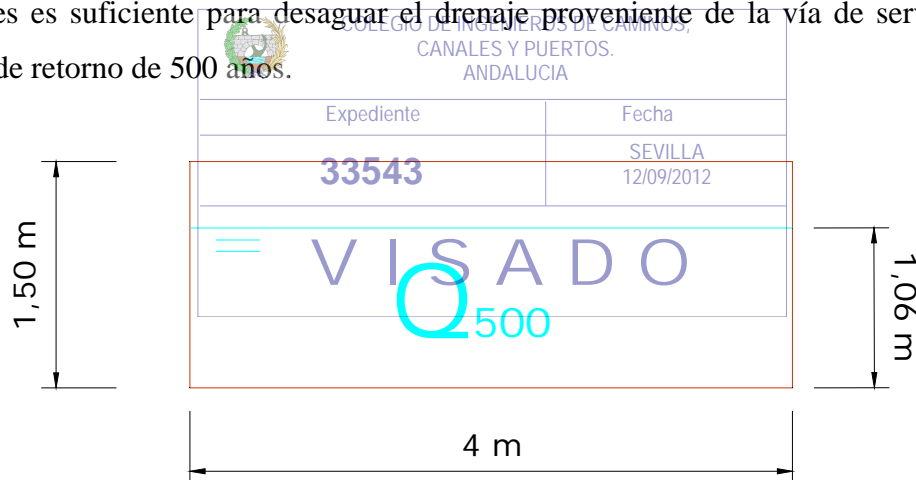 es es suficiente para desaguar el drenaje proveniente de la vía de ser
de retorno de 500 años.
COLEGIO DE INGENIEROS DE CAMINOS,
CANALES Y PUERTOS.
ANDALUCIA
Expediente
Fecha
33543
SEVILLA
12/09/2012
VISADO
Q500
1,50 m
1,06 m
4 m